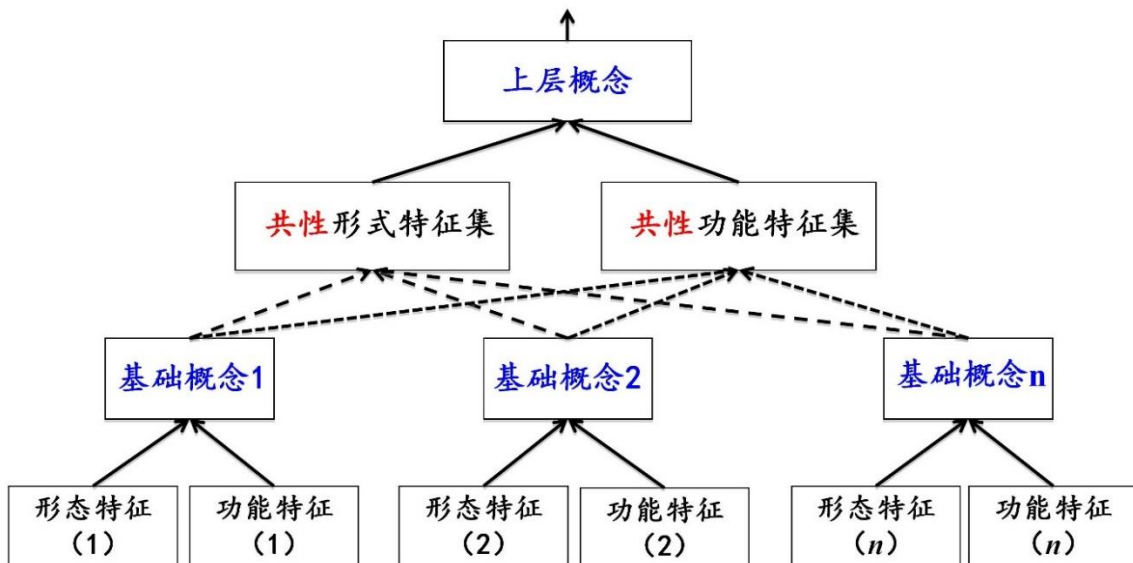 上层概念
共性形式特征集
共性功能特征集
基础概念1
基础概念2
基础概念n
形态特征
（1）
功能特征
（1）
形态特征
（2）
功能特征
（2）
形态特征
（n）
功能特征
（n）